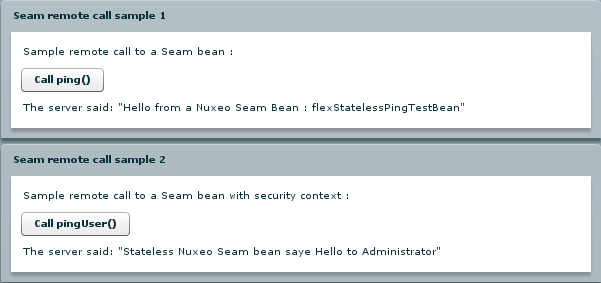 Seam remote call sample 1
Sample remote call to a Seam bean :
Call ping()
The server said: "Hello from a Nuxeo Seam Bean : flexStatelessPingTestBean"
Seam remote call sample 2
Sample remote call to a Seam bean with security context :
Call pingUser()
The server said: "Stateless Nuxeo Seam bean saye Hello to Administrator"